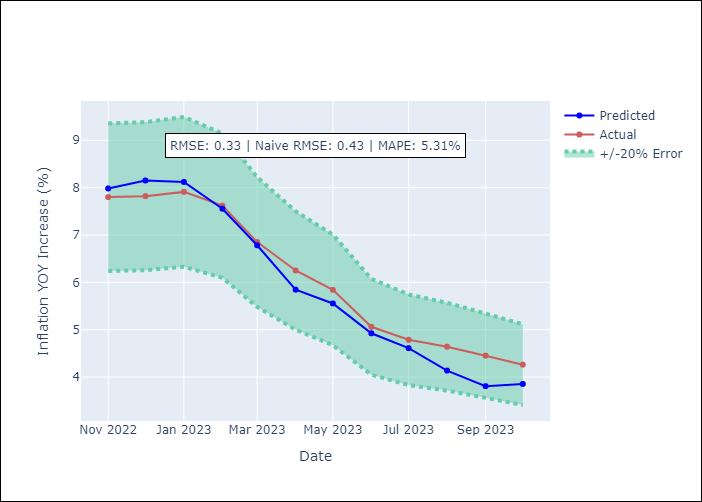 Predicted
Actual
+/-20% Error
RMSE: 0.33 | Naive RMSE: 0.43 | MAPE: 5.31%
Inflation YOY Increase (%)
9
8
7
6
5
4
Nov 2022 Jan 2023 Mar 2023 May 2023 Jul 2023 Sep 2023
Date